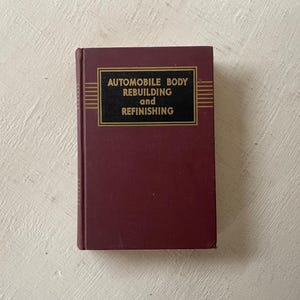 AUTOMOBILE BODY
REBUILDING
and
REFINISHING